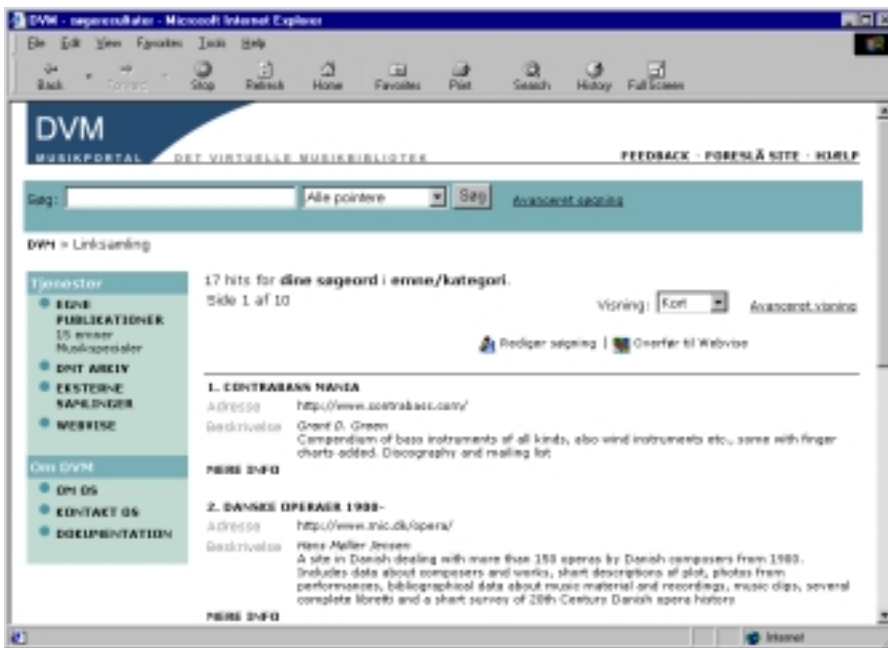 DVM - søgeresultater - Microsoft Internet Explorer
File Edit View Favorites Tools Help
Back Forward Stop Refresh Home Favorites Print Search History Full Screen
DVM
MUSIKPORTAL DET VIRTUELLE MUSIKBIBLIOTEK FEEDBACK · FORESLÅ SITE · HJÆLP
Søg: Alle pointere Søg Avanceret søgning
DVM » Linksamling
Tjenester
EGNE
PUBLIKATIONER
15 emner
Musikspecialer
DMT ARKIV
EKSTERNE
SAMLINGER
WEBVISE
Om DVM
OM OS
KONTAKT OS
DOKUMENTATION
17 hits for dine søgeord i emne/kategori.
Side 1 af 10
Visning: Kort Avanceret visning
Rediger søgning | Overfør til Webvise
1. CONTRABASS MANIA
Adresse http://www.contrabass.com/
Beskrivelse Grant D. Green
Compendium of bass instruments of all kinds, also wind instruments etc., some with finger
charts added. Discography and mailing list
MERE INFO
2. DANSKE OPERAER 1900-
Adresse http://www.mic.dk/opera/
Beskrivelse Hans Møller Jensen
A site in Danish dealing with more than 150 operas by Danish composers from 1900.
Includes data about composers and works, short descriptions of plot, photos from
performances, bibliographical data about music material and recordings, music clips, several
complete libretti and a short survey of 20th Century Danish opera history
MERE INFO
Internet